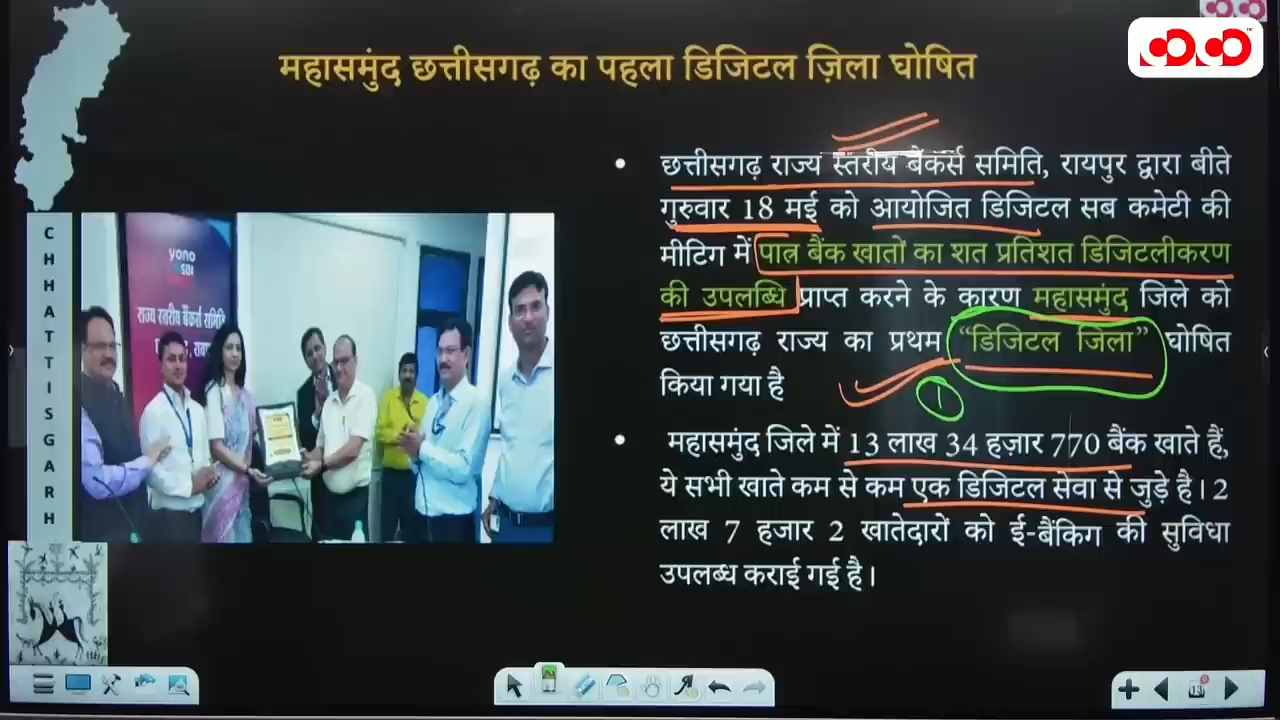 महासमुंद छत्तीसगढ़ का पहला डिजिटल ज़िला घोषित
CHHATTISGARH
yono
SBI
राज्य स्तरीय बैंकर्स समिति
• छत्तीसगढ़ राज्य स्तरीय बैंकर्स समिति, रायपुर द्वारा बीते
गुरुवार 18 मई को आयोजित डिजिटल सब कमेटी की
मीटिग में पात्र बैंक खातों का शत प्रतिशत डिजिटलीकरण
की उपलब्धि प्राप्त करने के कारण महासमुंद जिले को
छत्तीसगढ़ राज्य का प्रथम “डिजिटल जिला” घोषित
किया गया है
1
• महासमुंद जिले में 13 लाख 34 हज़ार 770 बैंक खाते हैं,
ये सभी खाते कम से कम एक डिजिटल सेवा से जुड़े है। 2
लाख 7 हजार 2 खातेदारों को ई-बैंकिग की सुविधा
उपलब्ध कराई गई है।
13